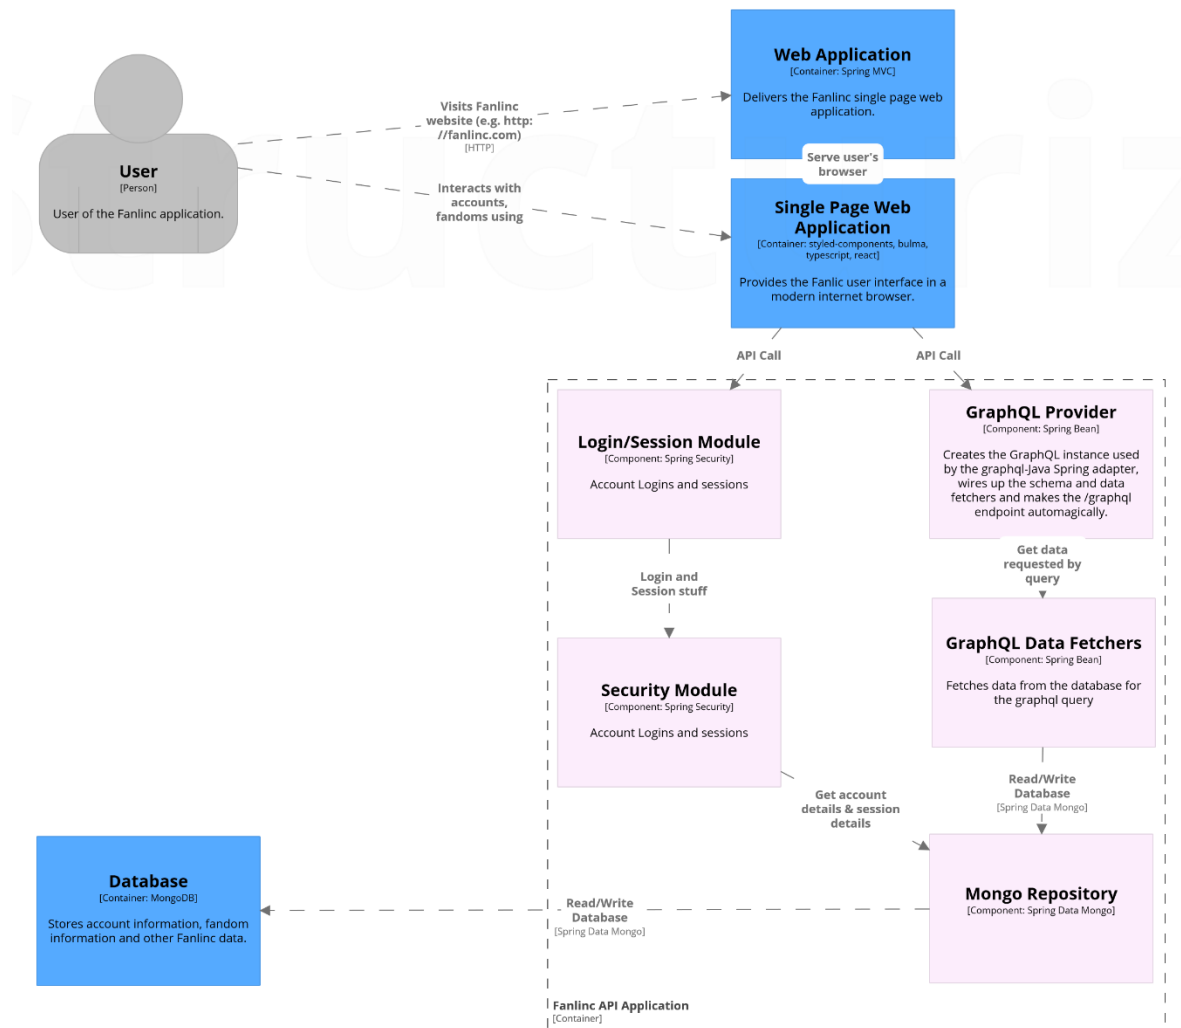 Web Application
[Container: Spring MVC]
Delivers the Fanlinc single page web
application.
Visits Fanlinc
website (e.g. http:
//fanlinc.com)
[HTTP]
Serve user's
browser
User
[Person]
User of the Fanlinc application.
Interacts with
accounts,
fandoms using
Single Page Web
Application
[Container: styled-components, bulma,
typescript, react]
Provides the Fanlic user interface in a
modern internet browser.
API Call
API Call
Login/Session Module
[Component: Spring Security]
Account Logins and sessions
GraphQL Provider
[Component: Spring Bean]
Creates the GraphQL instance used
by the graphql-Java Spring adapter,
wires up the schema and data
fetchers and makes the /graphql
endpoint automagically.
Login and
Session stuff
Get data
requested by
query
Security Module
[Component: Spring Security]
Account Logins and sessions
GraphQL Data Fetchers
[Component: Spring Bean]
Fetches data from the database for
the graphql query
Get account
details & session
details
Read/Write
Database
[Spring Data Mongo]
Database
[Container: MongoDB]
Stores account information, fandom
information and other Fanlinc data.
Read/Write
Database
[Spring Data Mongo]
Mongo Repository
[Component: Spring Data Mongo]
Fanlinc API Application
[Container]